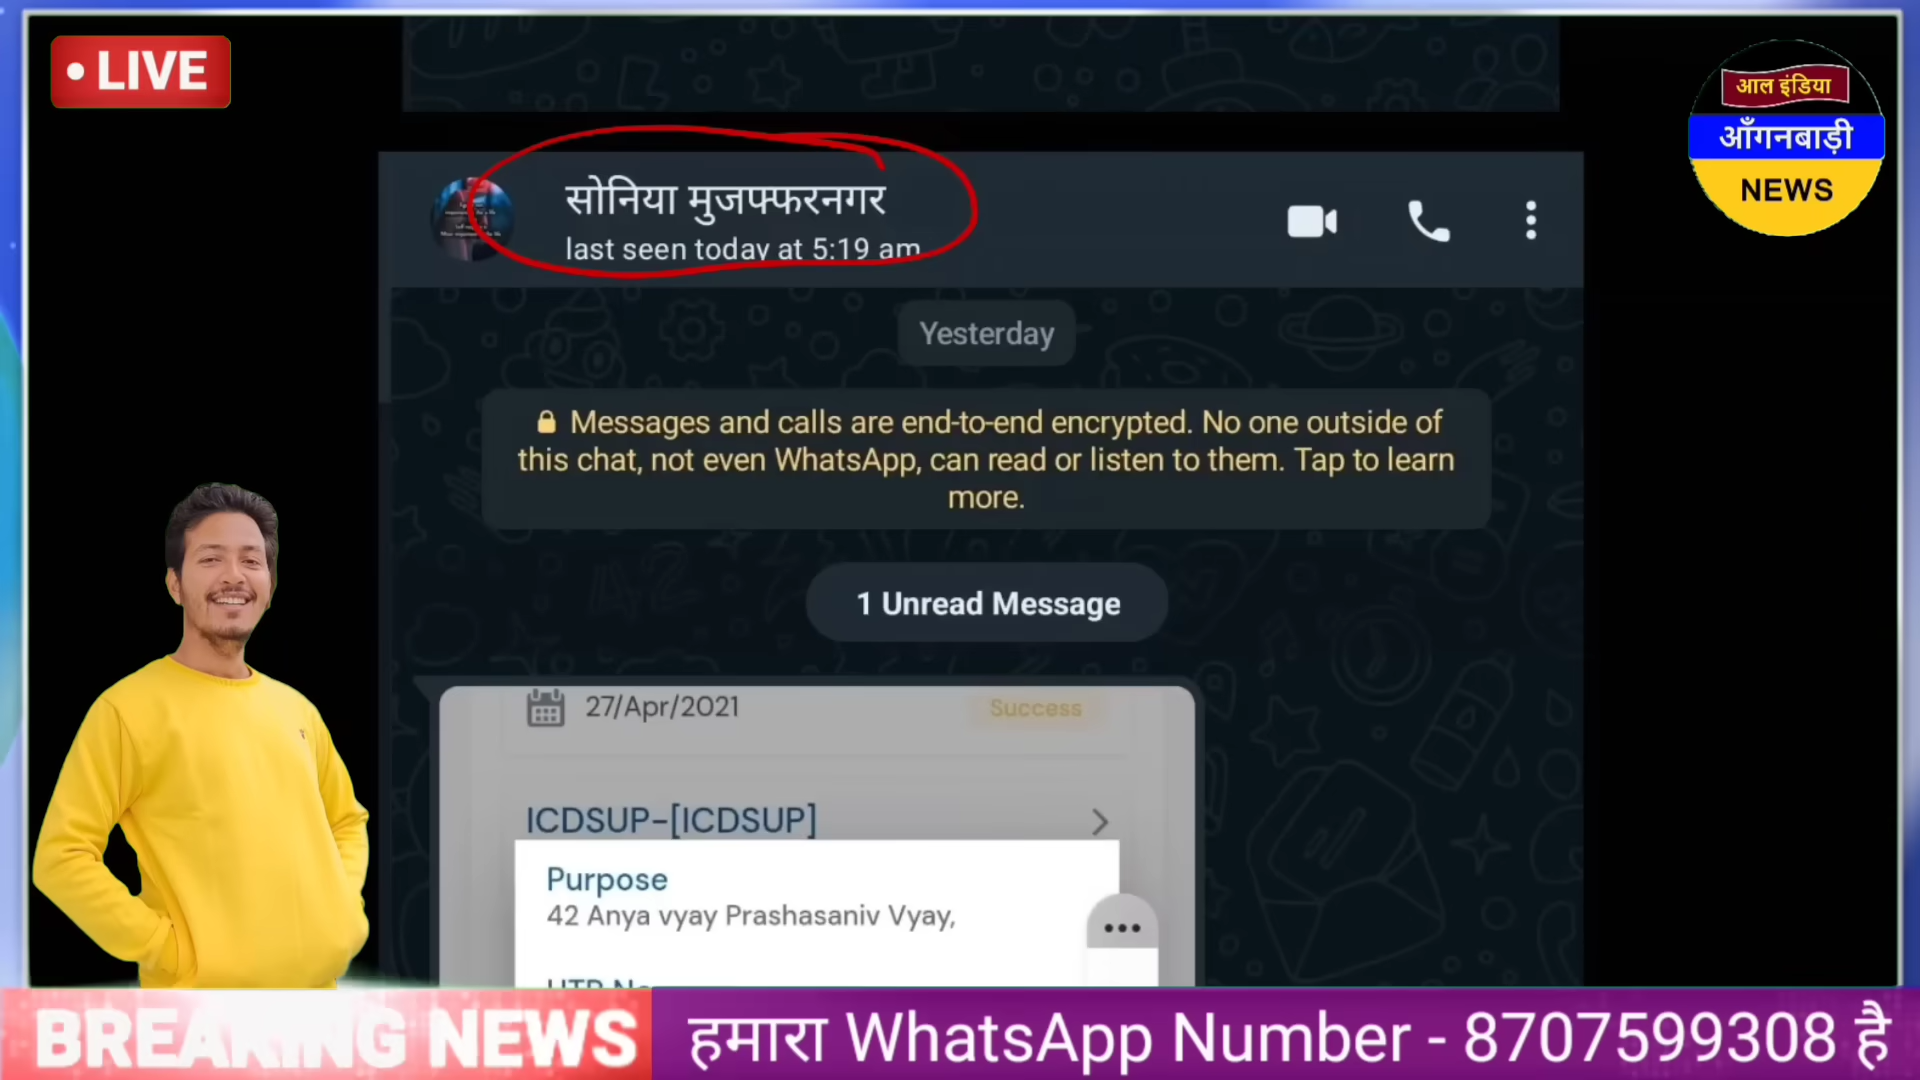 • LIVE
आल इंडिया
आँगनबाड़ी
NEWS
सोनिया मुजफ्फरनगर
last seen today at 5:19 am
Yesterday
Messages and calls are end-to-end encrypted. No one outside of
this chat, not even WhatsApp, can read or listen to them. Tap to learn
more.
1 Unread Message
27/Apr/2021
Success
ICDSUP-[ICDSUP]
Purpose
42 Anya vyay Prashasaniv Vyay,
BREAKING NEWS
हमारा WhatsApp Number - 8707599308 है